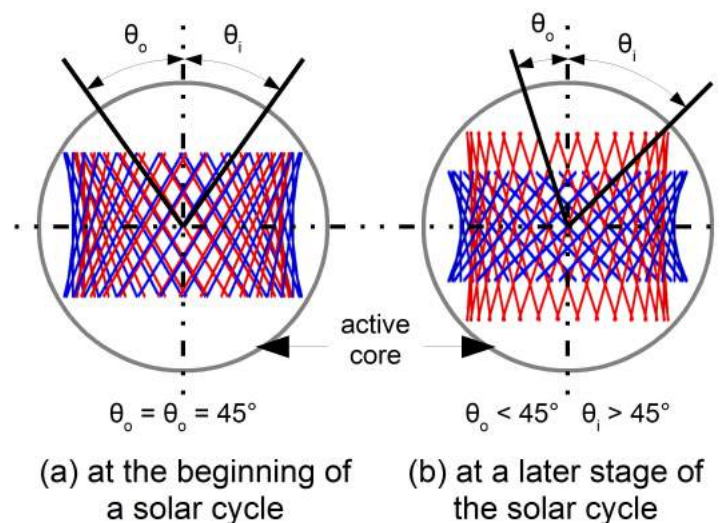 θₒ θᵢ
θₒ θᵢ
active
core
θₒ = θₒ = 45°
θₒ < 45° θᵢ > 45°
(a) at the beginning of
a solar cycle
(b) at a later stage of
the solar cycle